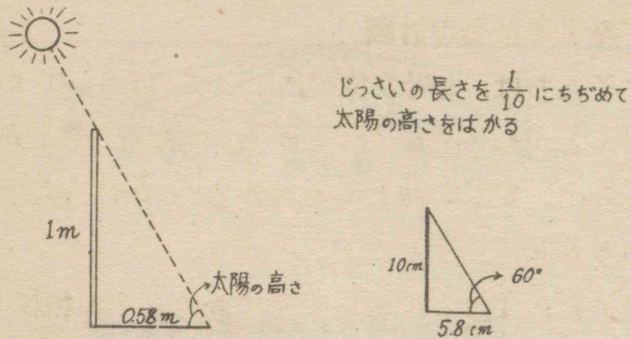 じっさいの長さを 1/10 にちぢめて
太陽の高さをはかる
1m
太陽の高さ
0.58m
10cm
60°
5.8cm